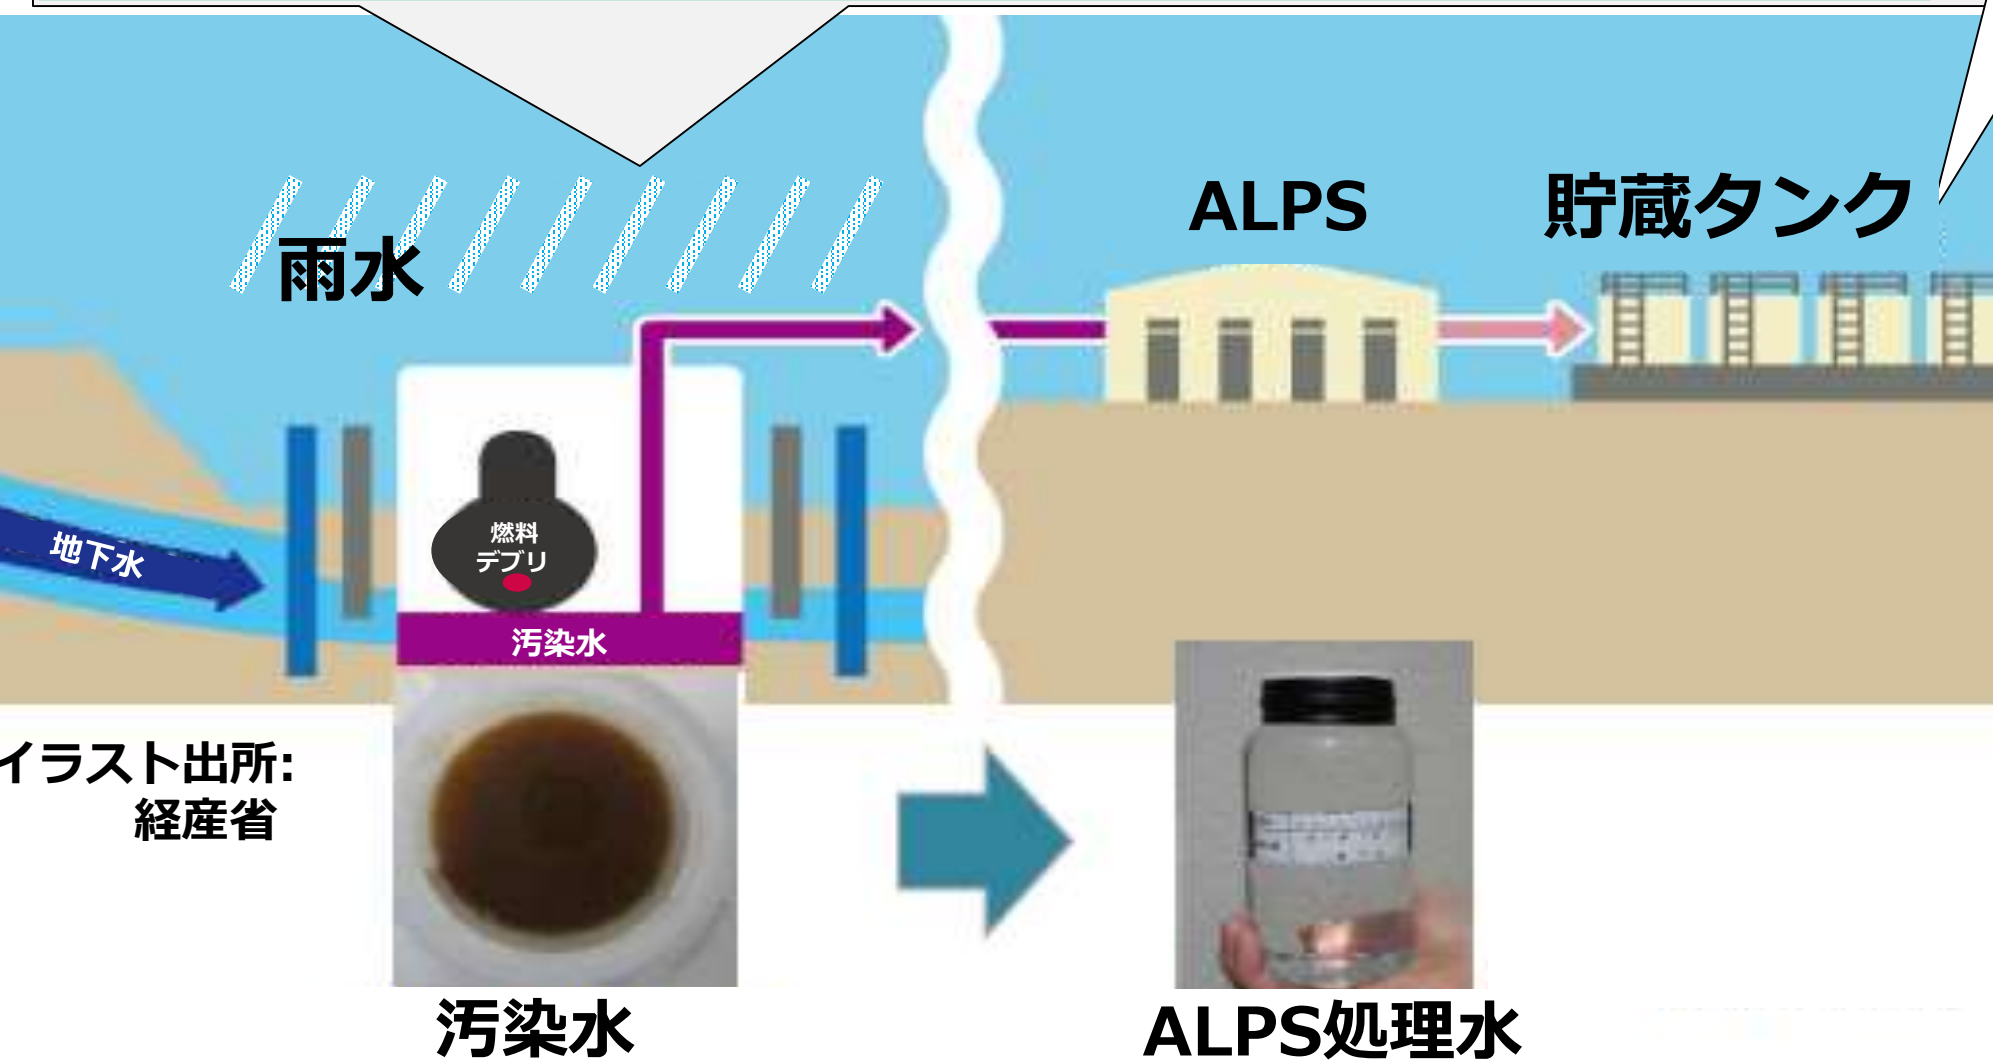 ALPS
貯蔵タンク
雨水
燃料
デブリ
地下水
汚染水
イラスト出所:
経産省
汚染水
ALPS処理水